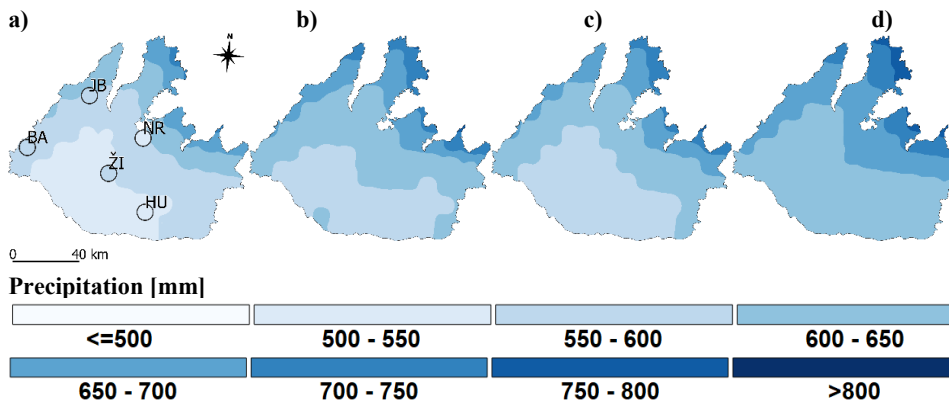 a) b) c) d)
N
JB
BA
NR
ŽI
HU
0 40 km
Precipitation [mm]
<=500 500 - 550 550 - 600 600 - 650
650 - 700 700 - 750 750 - 800 >800